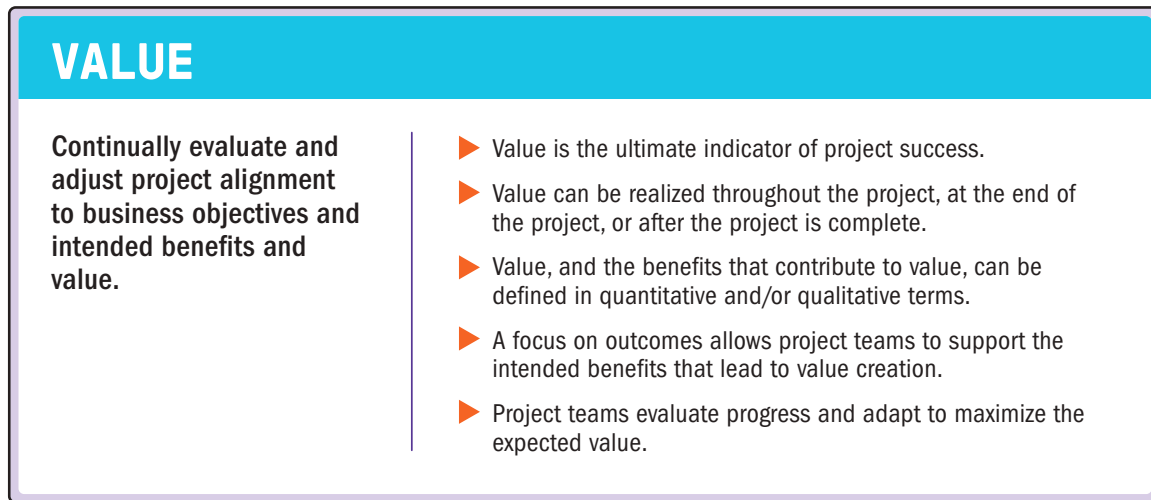 VALUE
Continually evaluate and
adjust project alignment
to business objectives and
intended benefits and
value.
Value is the ultimate indicator of project success.
Value can be realized throughout the project, at the end of
the project, or after the project is complete.
Value, and the benefits that contribute to value, can be
defined in quantitative and/or qualitative terms.
A focus on outcomes allows project teams to support the
intended benefits that lead to value creation.
Project teams evaluate progress and adapt to maximize the
expected value.